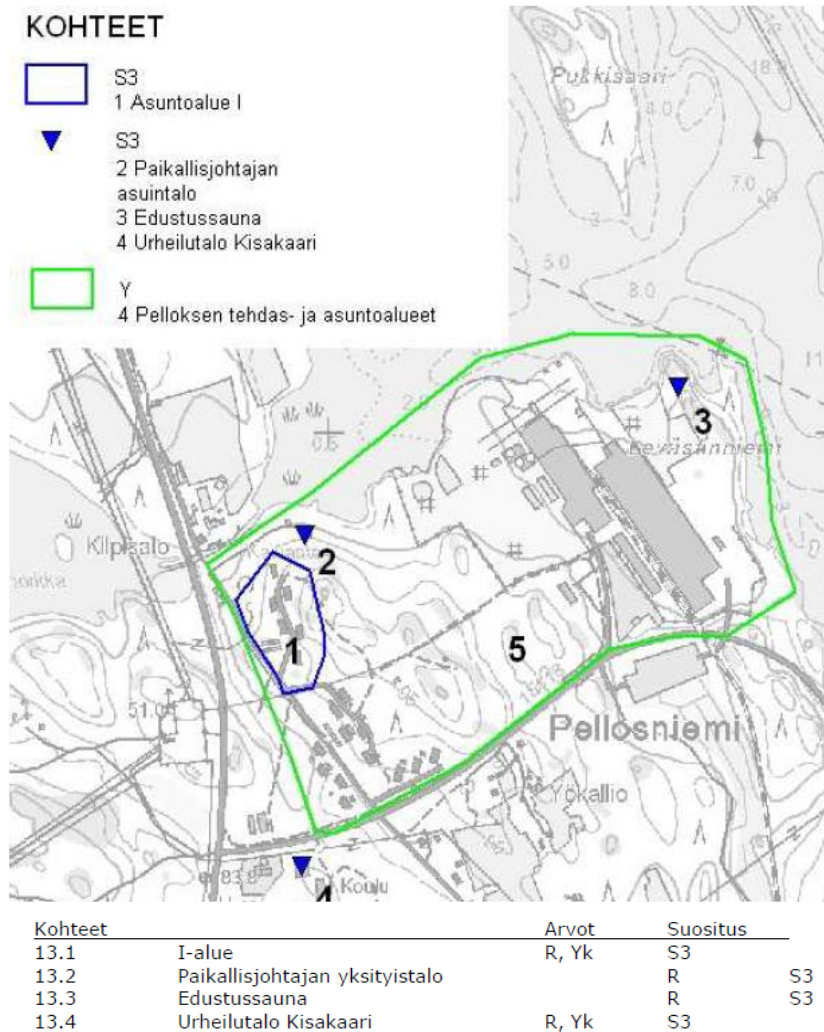 KOHTEET
S3
1 Asuntoalue I
S3
2 Paikallisjohtajan
asuintalo
3 Edustussauna
4 Urheilutalo Kisakaari
Y
4 Pelloksen tehdas- ja asuntoalueet
Pukkisaari
7.0
5.0
8.0
3
2
Kilpisalo
1
5
51.0
Pellosniemi
Yökallio
83.8
Koulu
4
Kohteet Arvot Suositus
13.1 I-alue R, Yk S3
13.2 Paikallisjohtajan yksityistalo R S3
13.3 Edustussauna R S3
13.4 Urheilutalo Kisakaari R, Yk S3